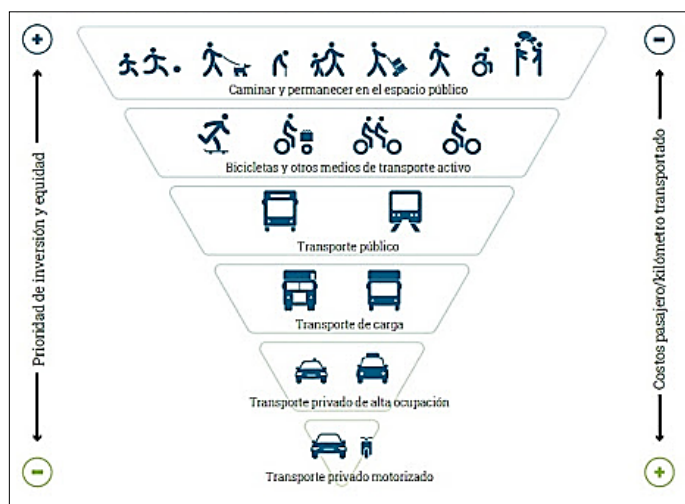 Caminar y permanecer en el espacio público
Bicicletas y otros medios de transporte activo
Transporte público
Transporte de carga
Transporte privado de alta ocupación
Transporte privado motorizado
Prioridad de inversión y equidad
Costos pasajero/kilómetro transportado